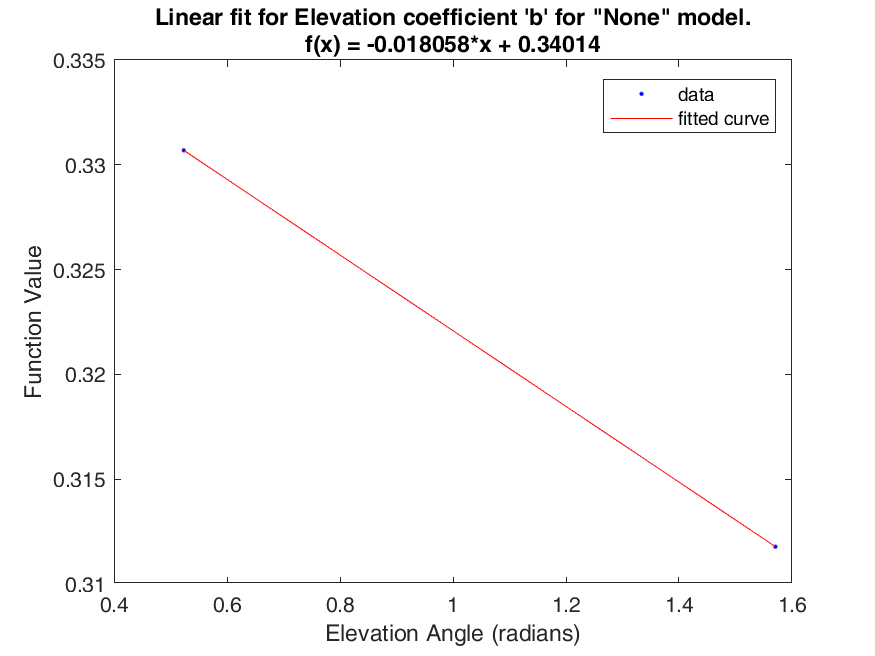 Linear fit for Elevation coefficient 'b' for "None" model.
f(x) = -0.018058*x + 0.34014
data
fitted curve
0.335
0.33
0.325
0.32
0.315
0.31
Function Value
0.4
0.6
0.8
1
1.2
1.4
1.6
Elevation Angle (radians)